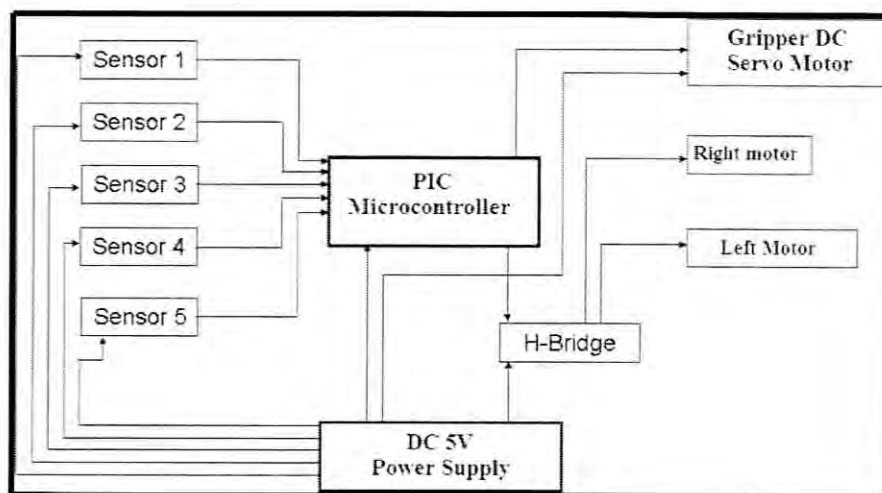 Sensor 1
Sensor 2
Sensor 3
Sensor 4
Sensor 5
PIC
Microcontroller
Gripper DC
Servo Motor
Right motor
Left Motor
H-Bridge
DC 5V
Power Supply